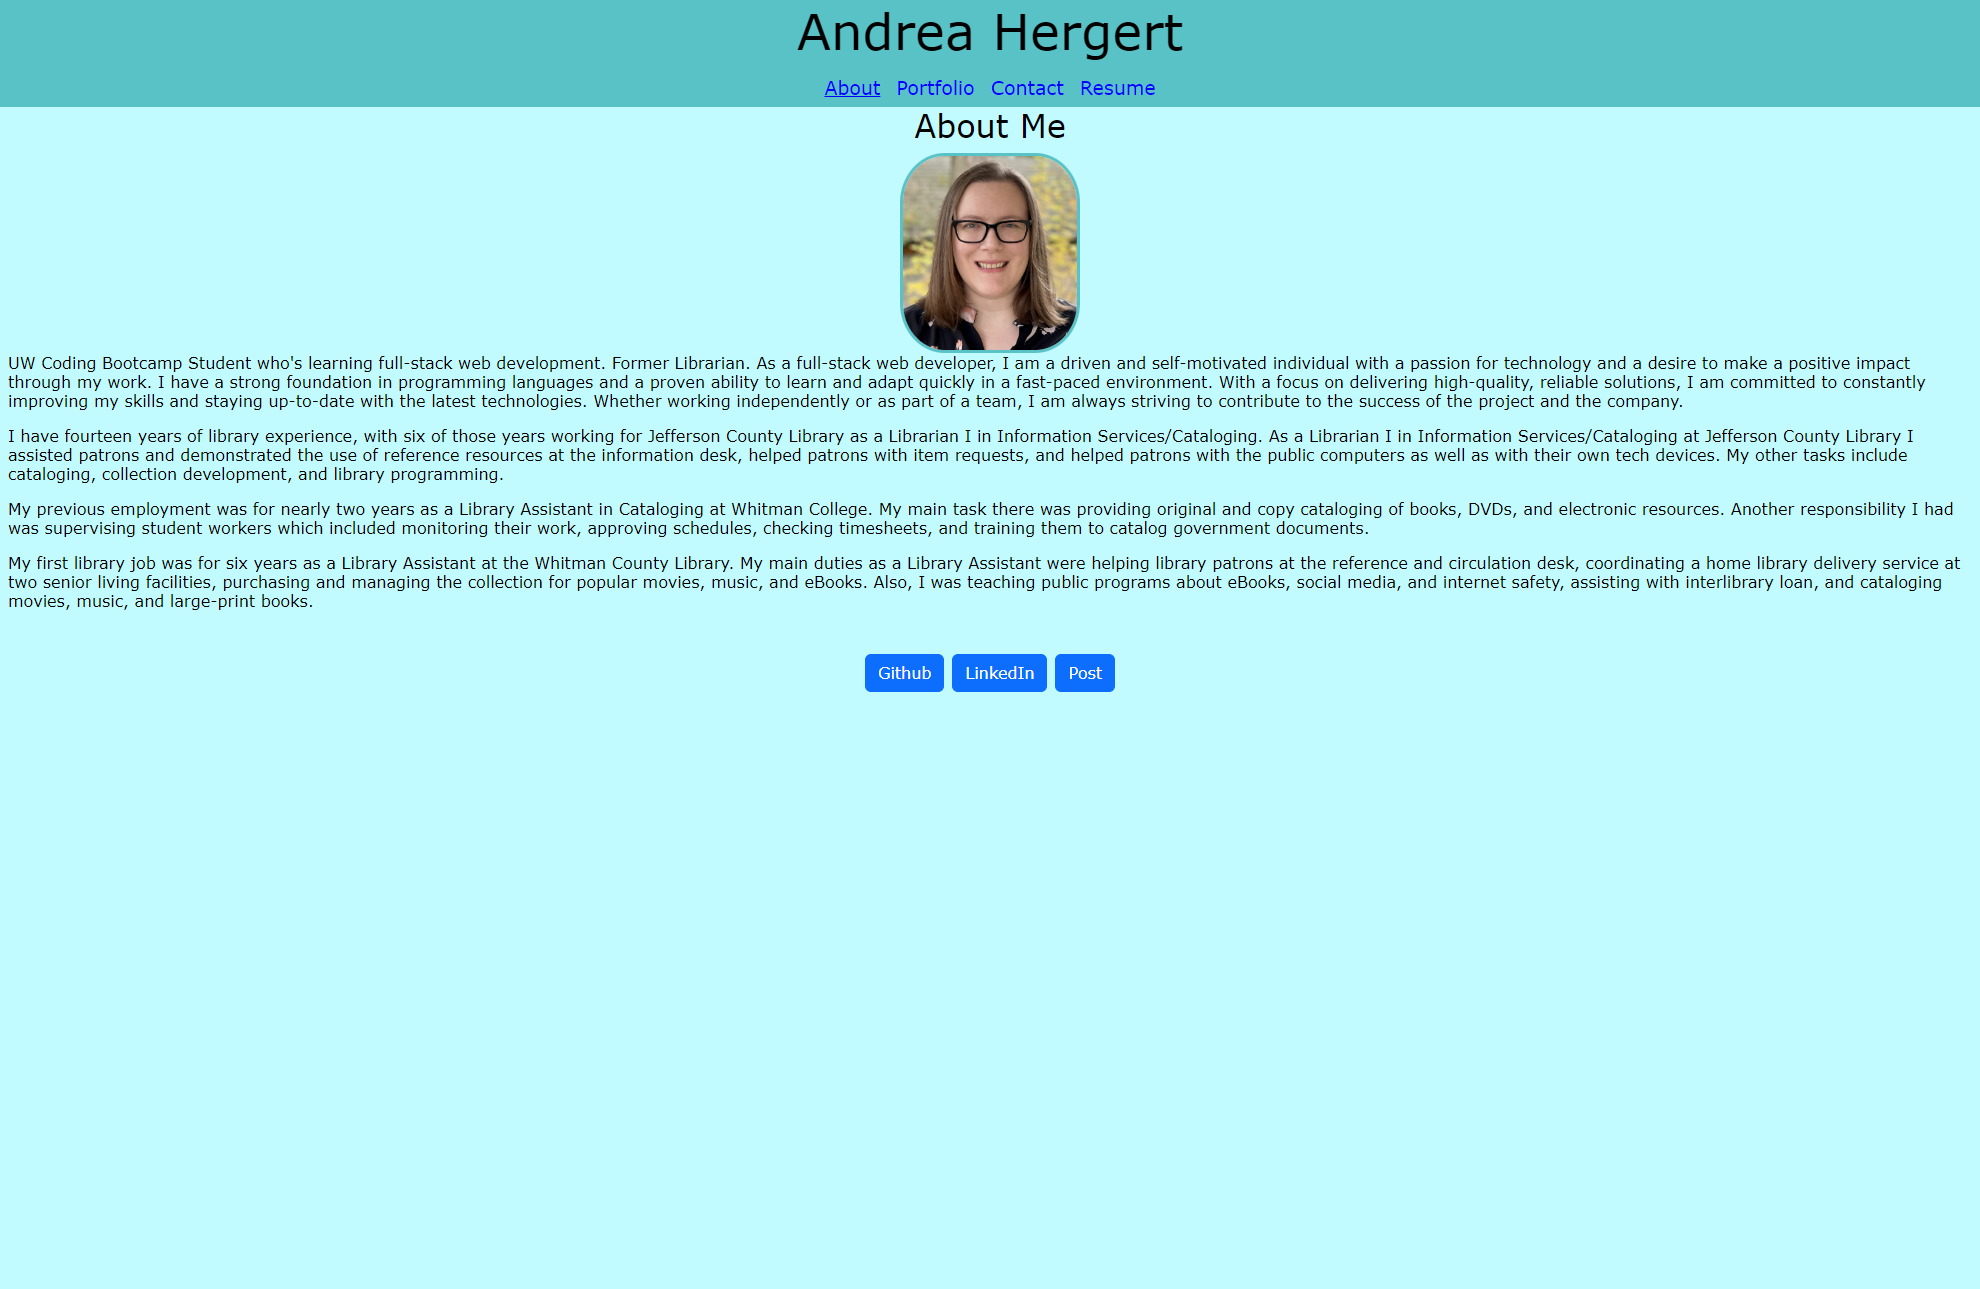 Andrea Hergert
About Portfolio Contact Resume
About Me
UW Coding Bootcamp Student who's learning full-stack web development. Former Librarian. As a full-stack web developer, I am a driven and self-motivated individual with a passion for technology and a desire to make a positive impact
through my work. I have a strong foundation in programming languages and a proven ability to learn and adapt quickly in a fast-paced environment. With a focus on delivering high-quality, reliable solutions, I am committed to constantly
improving my skills and staying up-to-date with the latest technologies. Whether working independently or as part of a team, I am always striving to contribute to the success of the project and the company.
I have fourteen years of library experience, with six of those years working for Jefferson County Library as a Librarian I in Information Services/Cataloging. As a Librarian I in Information Services/Cataloging at Jefferson County Library I
assisted patrons and demonstrated the use of reference resources at the information desk, helped patrons with item requests, and helped patrons with the public computers as well as with their own tech devices. My other tasks include
cataloging, collection development, and library programming.
My previous employment was for nearly two years as a Library Assistant in Cataloging at Whitman College. My main task there was providing original and copy cataloging of books, DVDs, and electronic resources. Another responsibility I had
was supervising student workers which included monitoring their work, approving schedules, checking timesheets, and training them to catalog government documents.
My first library job was for six years as a Library Assistant at the Whitman County Library. My main duties as a Library Assistant were helping library patrons at the reference and circulation desk, coordinating a home library delivery service at
two senior living facilities, purchasing and managing the collection for popular movies, music, and eBooks. Also, I was teaching public programs about eBooks, social media, and internet safety, assisting with interlibrary loan, and cataloging
movies, music, and large-print books.
Github LinkedIn Post